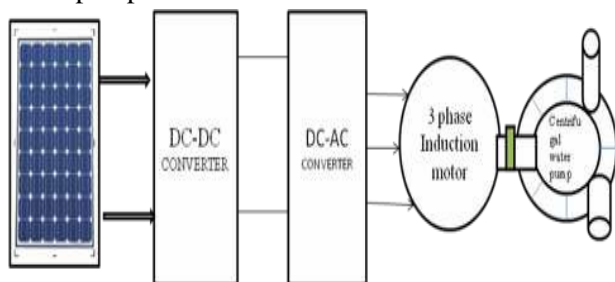 DC-DC
CONVERTER
DC-AC
CONVERTER
3 phase
Induction
motor
Centrifu
gal
water
pump